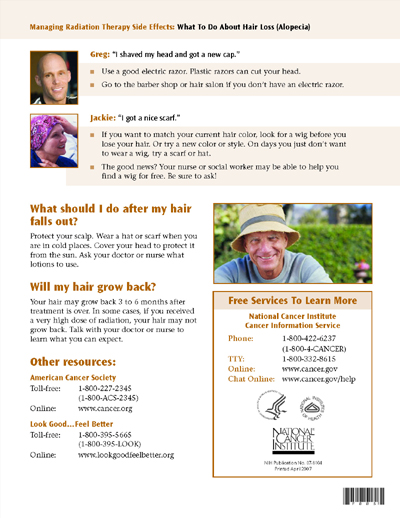 Managing Radiation Therapy Side Effects: What To Do About Hair Loss (Alopecia)
Greg: “I shaved my head and got a new cap.”
■ Use a good electric razor. Plastic razors can cut your head.
■ Go to the barber shop or hair salon if you don’t have an electric razor.
Jackie: “I got a nice scarf.”
■ If you want to match your current hair color, look for a wig before you
lose your hair. Or try a new color or style. On days you just don’t want
to wear a wig, try a scarf or hat.
■ The good news? Your nurse or social worker may be able to help you
find a wig for free. Be sure to ask!
What should I do after my hair
falls out?
Protect your scalp. Wear a hat or scarf when you
are in cold places. Cover your head to protect it
from the sun. Ask your doctor or nurse what
lotions to use.
Will my hair grow back?
Your hair may grow back 3 to 6 months after
treatment is over. In some cases, if you received
a very high dose of radiation, your hair may not
grow back. Talk with your doctor or nurse to
learn what you can expect.
Other resources:
American Cancer Society
Toll-free: 1-800-227-2345
(1-800-ACS-2345)
Online: www.cancer.org
Look Good...Feel Better
Toll-free: 1-800-395-5665
(1-800-395-LOOK)
Online: www.lookgoodfeelbetter.org
Free Services To Learn More
National Cancer Institute
Cancer Information Service
Phone: 1-800-422-6237
(1-800-4-CANCER)
TTY: 1-800-332-8615
Online: www.cancer.gov
Chat Online: www.cancer.gov/help
NATIONAL
CANCER
INSTITUTE
NIH Publication No.
Printed April 2007